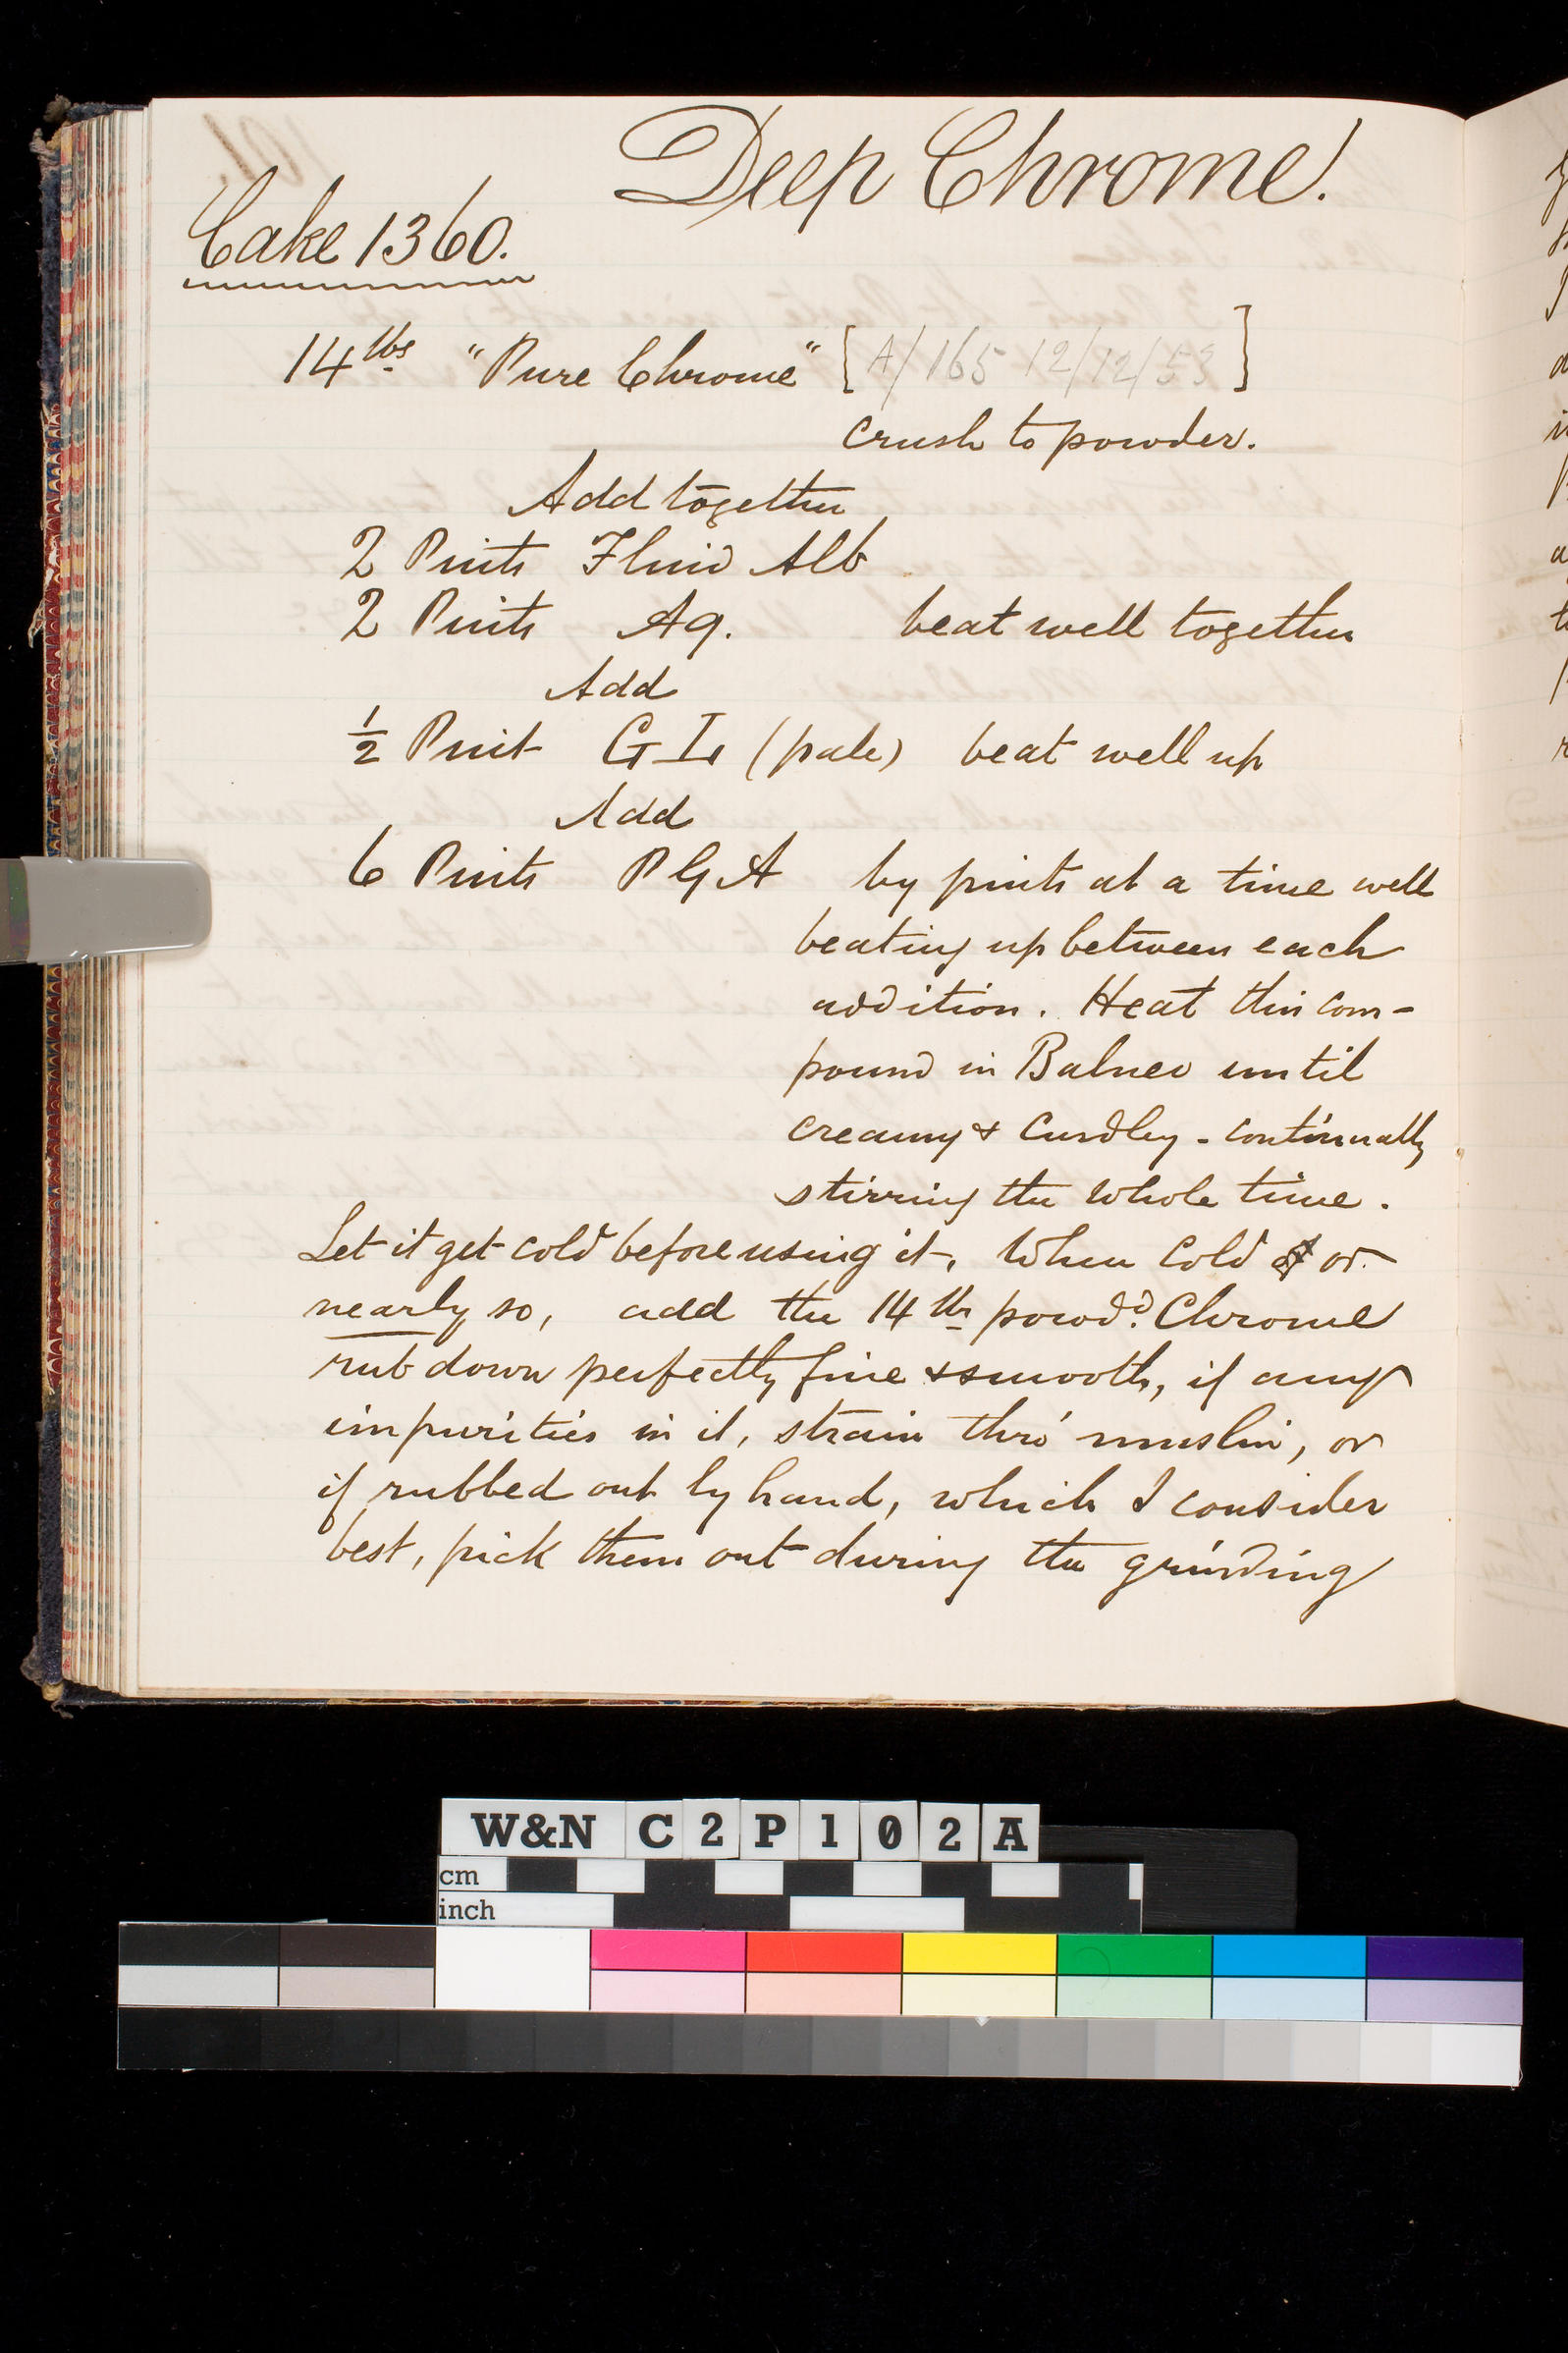 Deep Chrome.
Cake 1360.
14 lbs "Pure Chrome" [A/165 12/12/53]
crush to powder.
Add together
2 Pints Fluid Alb
2 Pints Aq. beat well together
Add
½ Pint G L (pale) beat well up
Add
6 Pints P G A by pints at a time well
beating up between each
addition. Heat this com-
pound in Balneo until
creamy & Curdley - continually
stirring the whole time.
Let it get cold before using it, When cold or
nearly so, add the 14 lbs powdd. Chrome
rub down perfectly fine & smooth, if any
impurities in it, strain thro' muslin, or
if rubbed out by hand, which I consider
best, pick them out during the grinding
W&N C2P102A
cm
inch